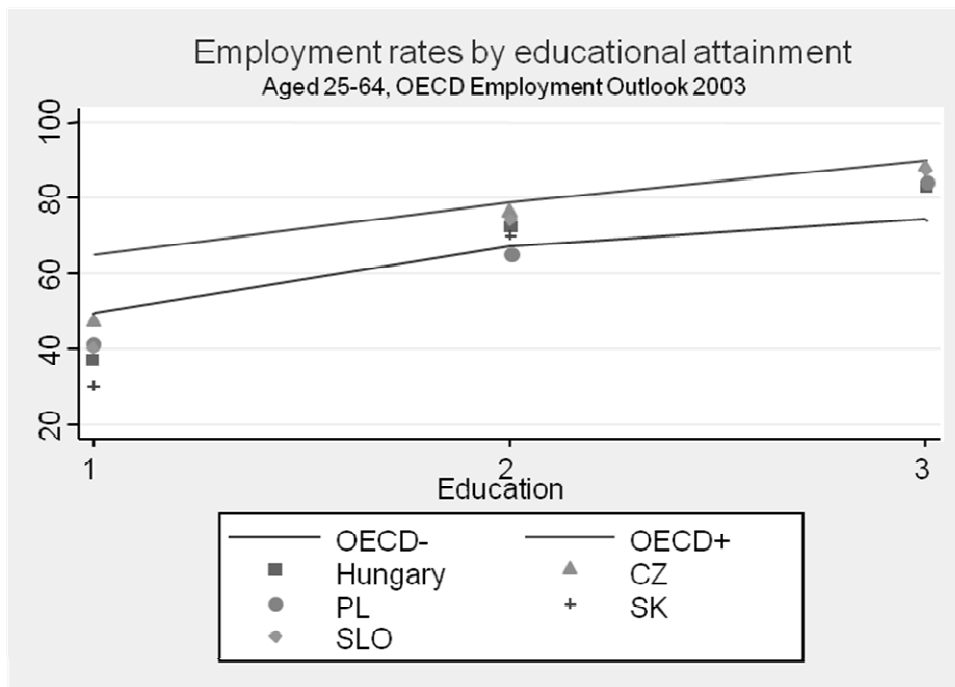 Employment rates by educational attainment
Aged 25-64, OECD Employment Outlook 2003
100
80
60
40
20
1 2 3
Education
OECD- OECD+
Hungary CZ
PL SK
SLO